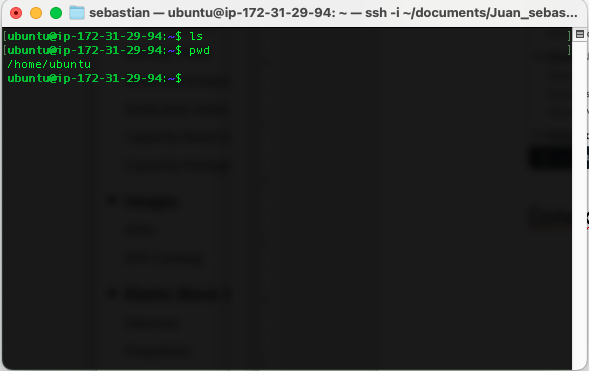 sebastian — ubuntu@ip-172-31-29-94: ~ — ssh -i ~/documents/Juan_sebas...
[ubuntu@ip-172-31-29-94:~$ ls ]
[ubuntu@ip-172-31-29-94:~$ pwd ]
/home/ubuntu
ubuntu@ip-172-31-29-94:~$
Images